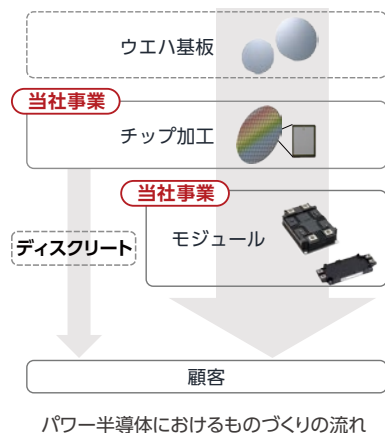 ウエハ基板
当社事業
チップ加工
当社事業
モジュール
ディスクリート
顧客
パワー半導体におけるものづくりの流れ